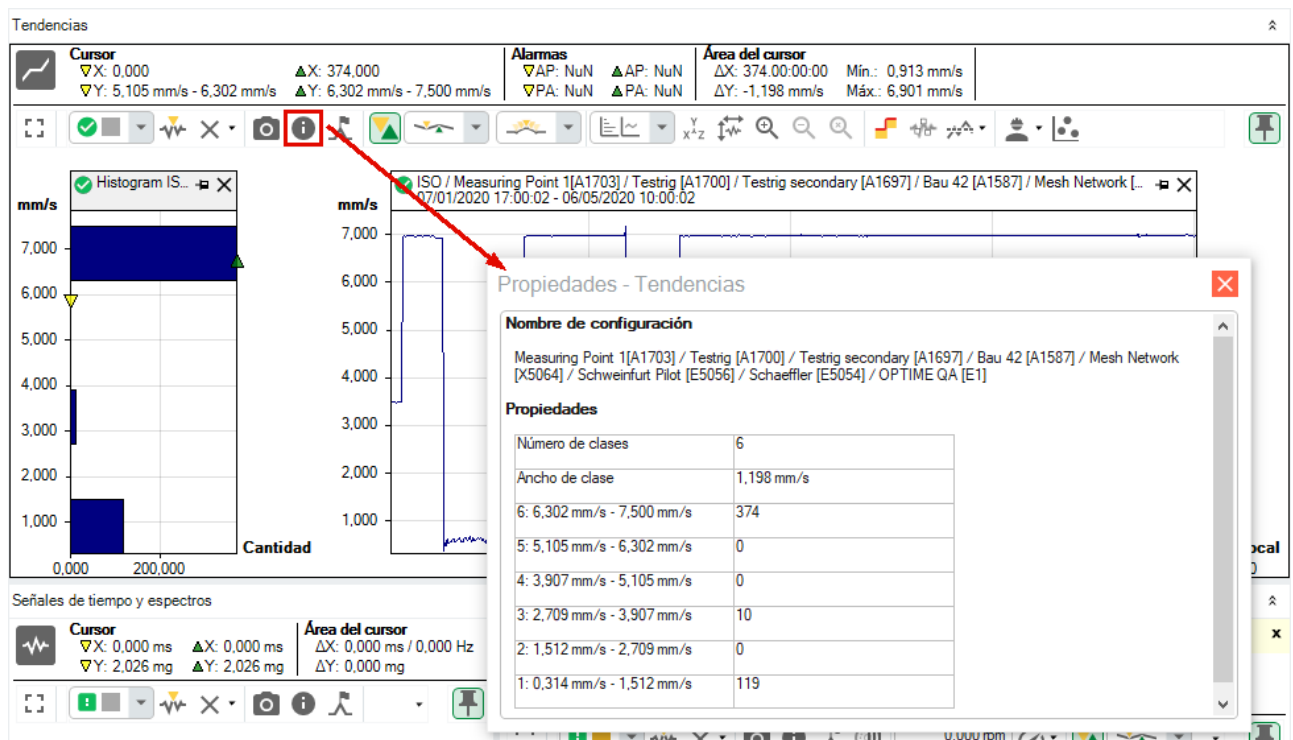 Tendencias
Cursor
X: 0,000
X: 374,000
Y: 5,105 mm/s - 6,302 mm/s
Y: 6,302 mm/s - 7,500 mm/s
Alarmas
AP: NuN
AP: NuN
PA: NuN
PA: NuN
Área del cursor
ΔX: 374.00:00:00
Mín.: 0,913 mm/s
ΔY: -1,198 mm/s
Máx.: 6,901 mm/s
Histogram IS...
mm/s
7,000
6,000
5,000
4,000
3,000
2,000
1,000
Cantidad
0,000
200,000
ISO / Measuring Point 1[A1703] / Testrig [A1700] / Testrig secondary [A1697] / Bau 42 [A1587] / Mesh Network [...
07/01/2020 17:00:02 - 06/05/2020 10:00:02
mm/s
7,000
6,000
5,000
4,000
3,000
2,000
1,000
Propiedades - Tendencias
Nombre de configuración
Measuring Point 1[A1703] / Testrig [A1700] / Testrig secondary [A1697] / Bau 42 [A1587] / Mesh Network
[X5064] / Schweinfurt Pilot [E5056] / Schaeffler [E5054] / OPTIME QA [E1]
Propiedades
Número de clases 6
Ancho de clase 1,198 mm/s
6: 6,302 mm/s - 7,500 mm/s 374
5: 5,105 mm/s - 6,302 mm/s 0
4: 3,907 mm/s - 5,105 mm/s 0
3: 2,709 mm/s - 3,907 mm/s 10
2: 1,512 mm/s - 2,709 mm/s 0
1: 0,314 mm/s - 1,512 mm/s 119
Señales de tiempo y espectros
Cursor
X: 0,000 ms
X: 0,000 ms
Y: 2,026 mg
Y: 2,026 mg
Área del cursor
ΔX: 0,000 ms / 0,000 Hz
ΔY: 0,000 mg
x
0,000 rpm